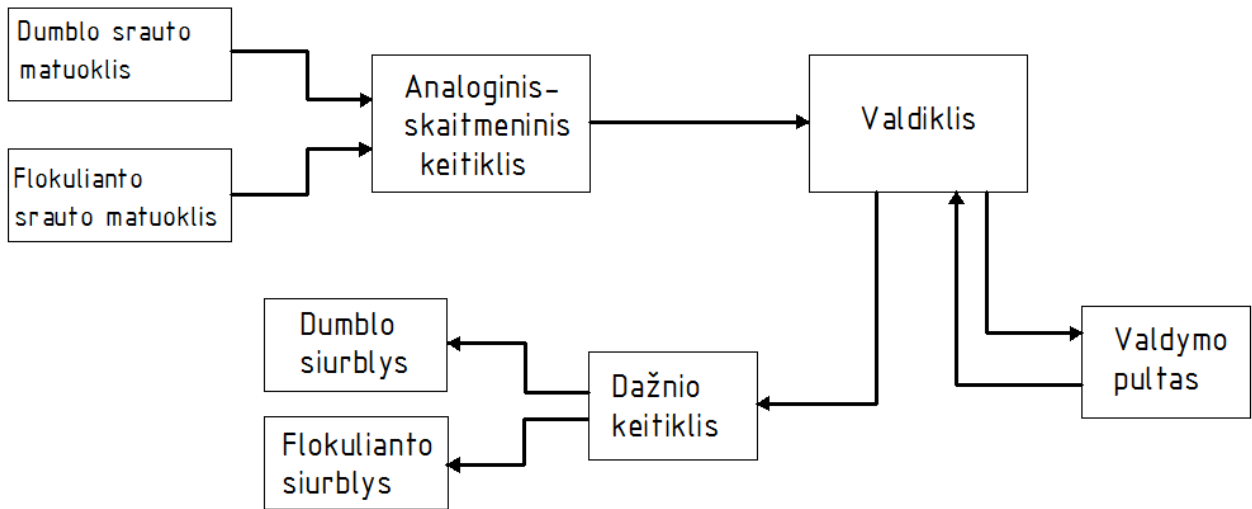 Dumblo srauto
matuoklis
Analoginis-
skaitmeninis
keitiklis
Valdiklis
Flokulianto
srauto matuoklis
Dumblo
siurblys
Dažnio
keitiklis
Valdymo
pultas
Flokulianto
siurblys